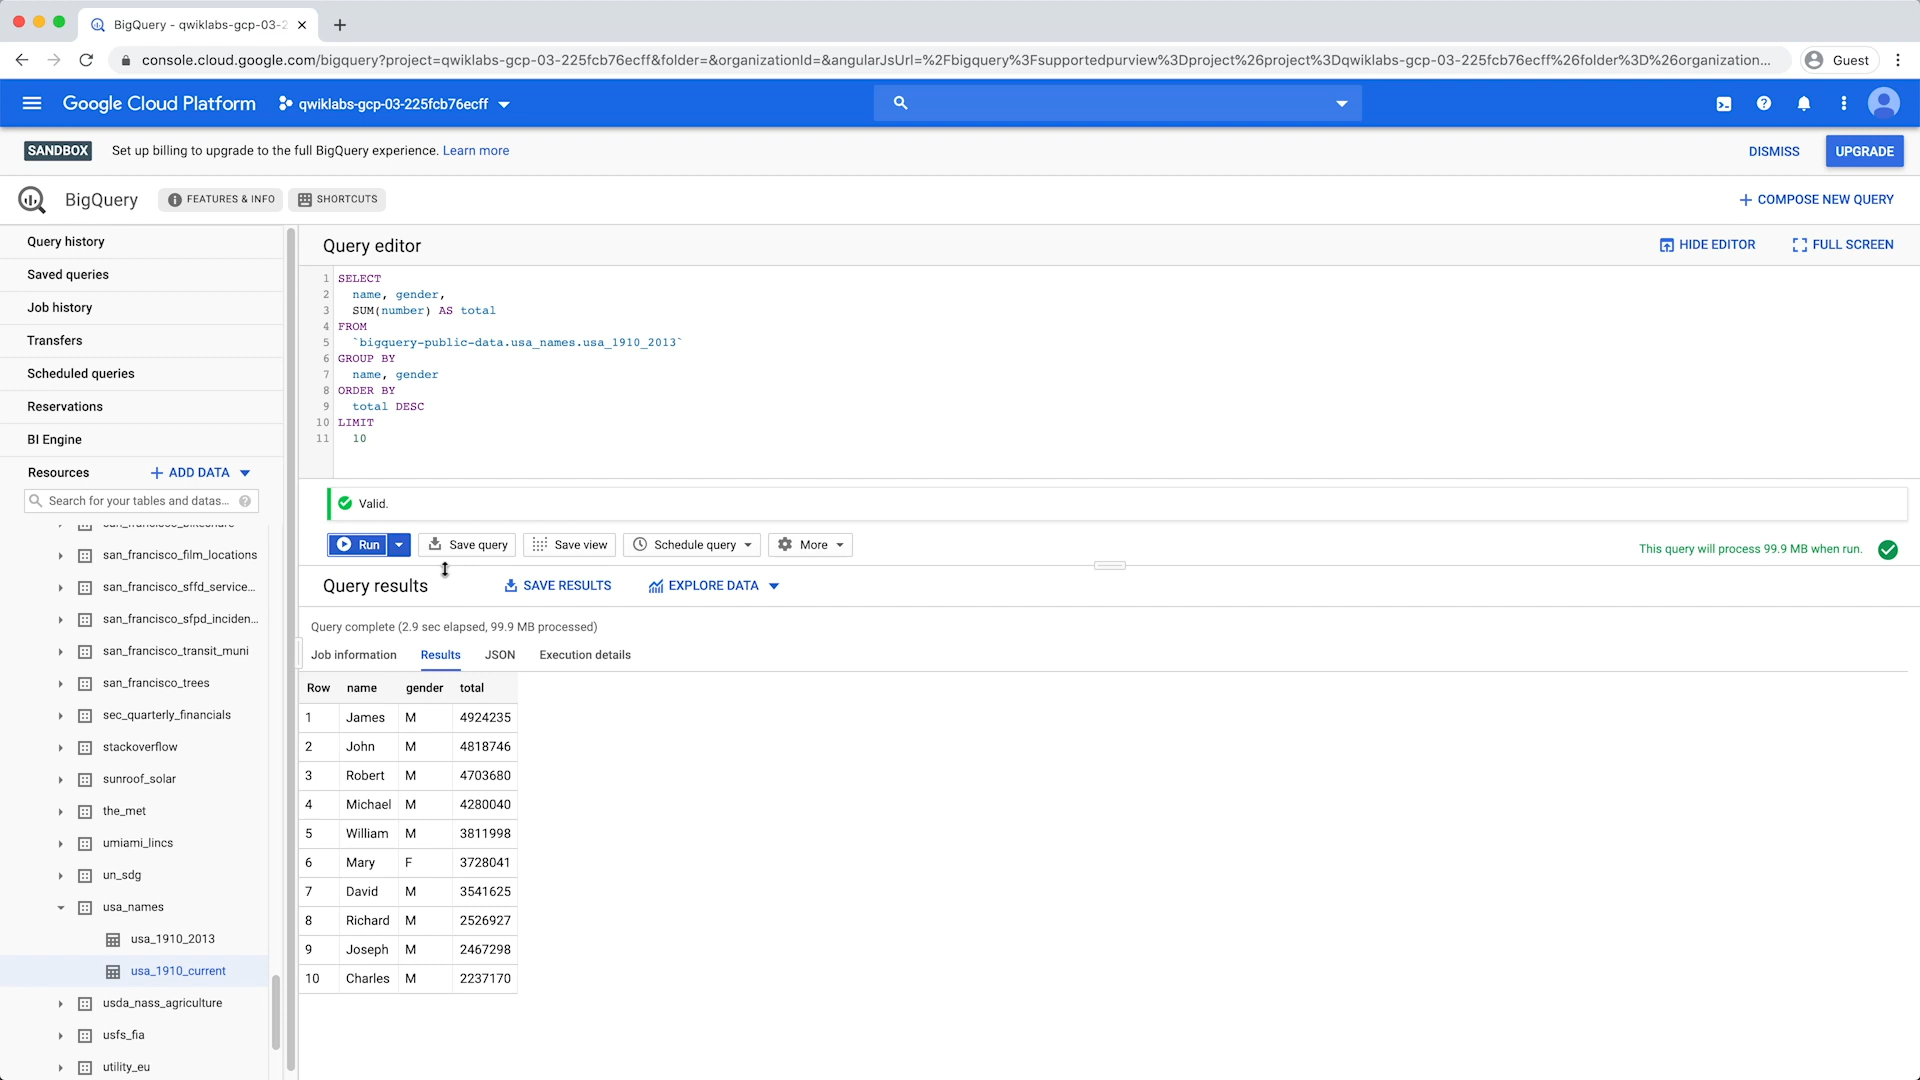 BigQuery - qwiklabs-gcp-03-2
console.cloud.google.com/bigquery?project=qwiklabs-gcp-03-225fcb76ecff&folder=&organizationId=&angularJsUrl=%2Fbigquery%3Fsupportedpurview%3Dproject%26project%3Dqwiklabs-gcp-03-225fcb76ecff%26folder%3D%26organization...
Guest
Google Cloud Platform
qwiklabs-gcp-03-225fcb76ecff
SANDBOX Set up billing to upgrade to the full BigQuery experience. Learn more
DISMISS
UPGRADE
BigQuery
FEATURES & INFO
SHORTCUTS
COMPOSE NEW QUERY
Query history
Saved queries
Job history
Transfers
Scheduled queries
Reservations
BI Engine
Resources
ADD DATA
Search for your tables and datas...
san_francisco_bikeshare
san_francisco_film_locations
san_francisco_sffd_service...
san_francisco_sfpd_inciden...
san_francisco_transit_muni
san_francisco_trees
sec_quarterly_financials
stackoverflow
sunroof_solar
the_met
umiami_lincs
un_sdg
usa_names
usa_1910_2013
usa_1910_current
usda_nass_agriculture
usfs_fia
utility_eu
Query editor
HIDE EDITOR
FULL SCREEN
1 SELECT
2 name, gender,
3 SUM(number) AS total
4 FROM
5 `bigquery-public-data.usa_names.usa_1910_2013`
6 GROUP BY
7 name, gender
8 ORDER BY
9 total DESC
10 LIMIT
11 10
Valid.
Run
Save query
Save view
Schedule query
More
This query will process 99.9 MB when run.
Query results
SAVE RESULTS
EXPLORE DATA
Query complete (2.9 sec elapsed, 99.9 MB processed)
Job information Results JSON Execution details
Row name gender total
1 James M 4924235
2 John M 4818746
3 Robert M 4703680
4 Michael M 4280040
5 William M 3811998
6 Mary F 3728041
7 David M 3541625
8 Richard M 2526927
9 Joseph M 2467298
10 Charles M 2237170